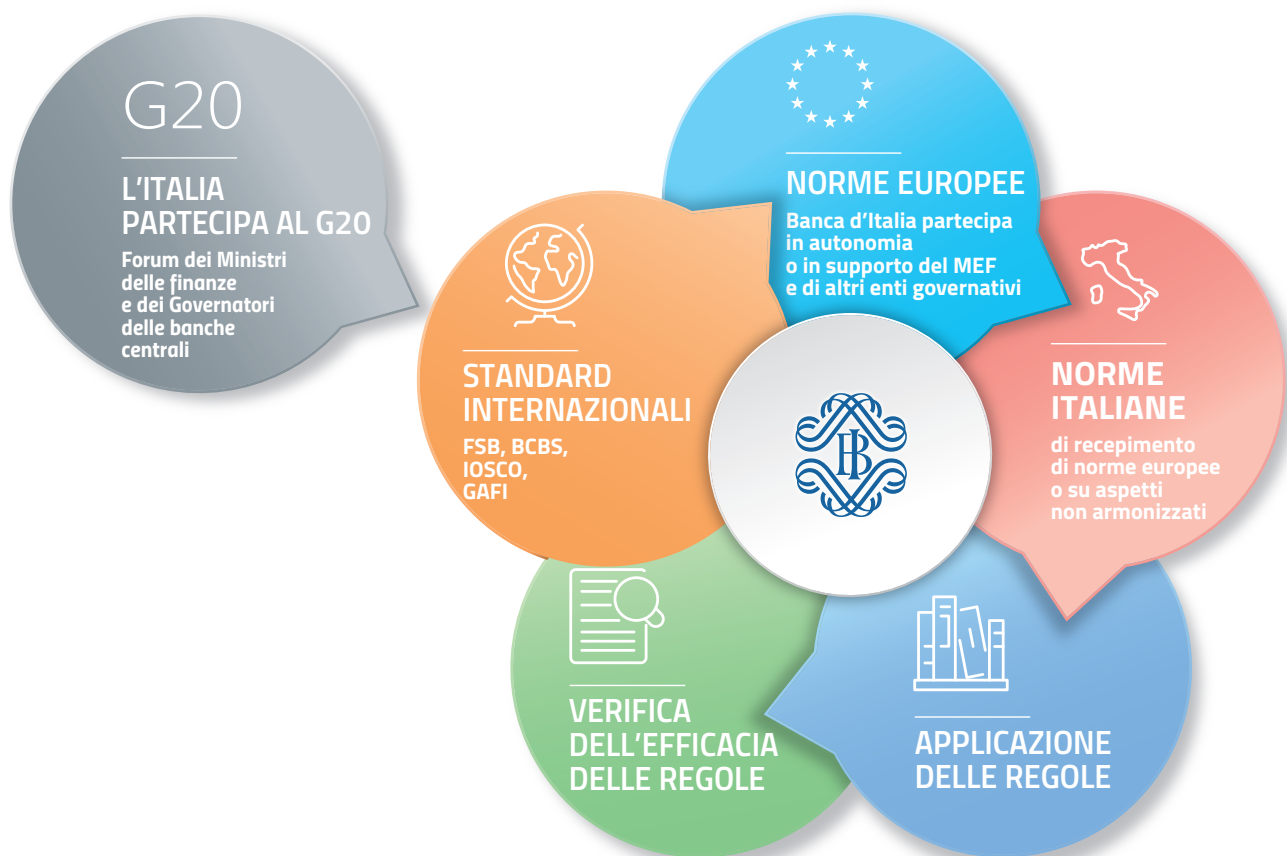 G20
L'ITALIA
PARTECIPA AL G20
Forum dei Ministri
delle finanze
e dei Governatori
delle banche
centrali
STANDARD
INTERNAZIONALI
FSB, BCBS,
IOSCO,
GAFI
NORME EUROPEE
Banca d'Italia partecipa
in autonomia
o in supporto del MEF
e di altri enti governativi
NORME
ITALIANE
di recepimento
di norme europee
o su aspetti
non armonizzati
APPLICAZIONE
DELLE REGOLE
VERIFICA
DELL'EFFICACIA
DELLE REGOLE